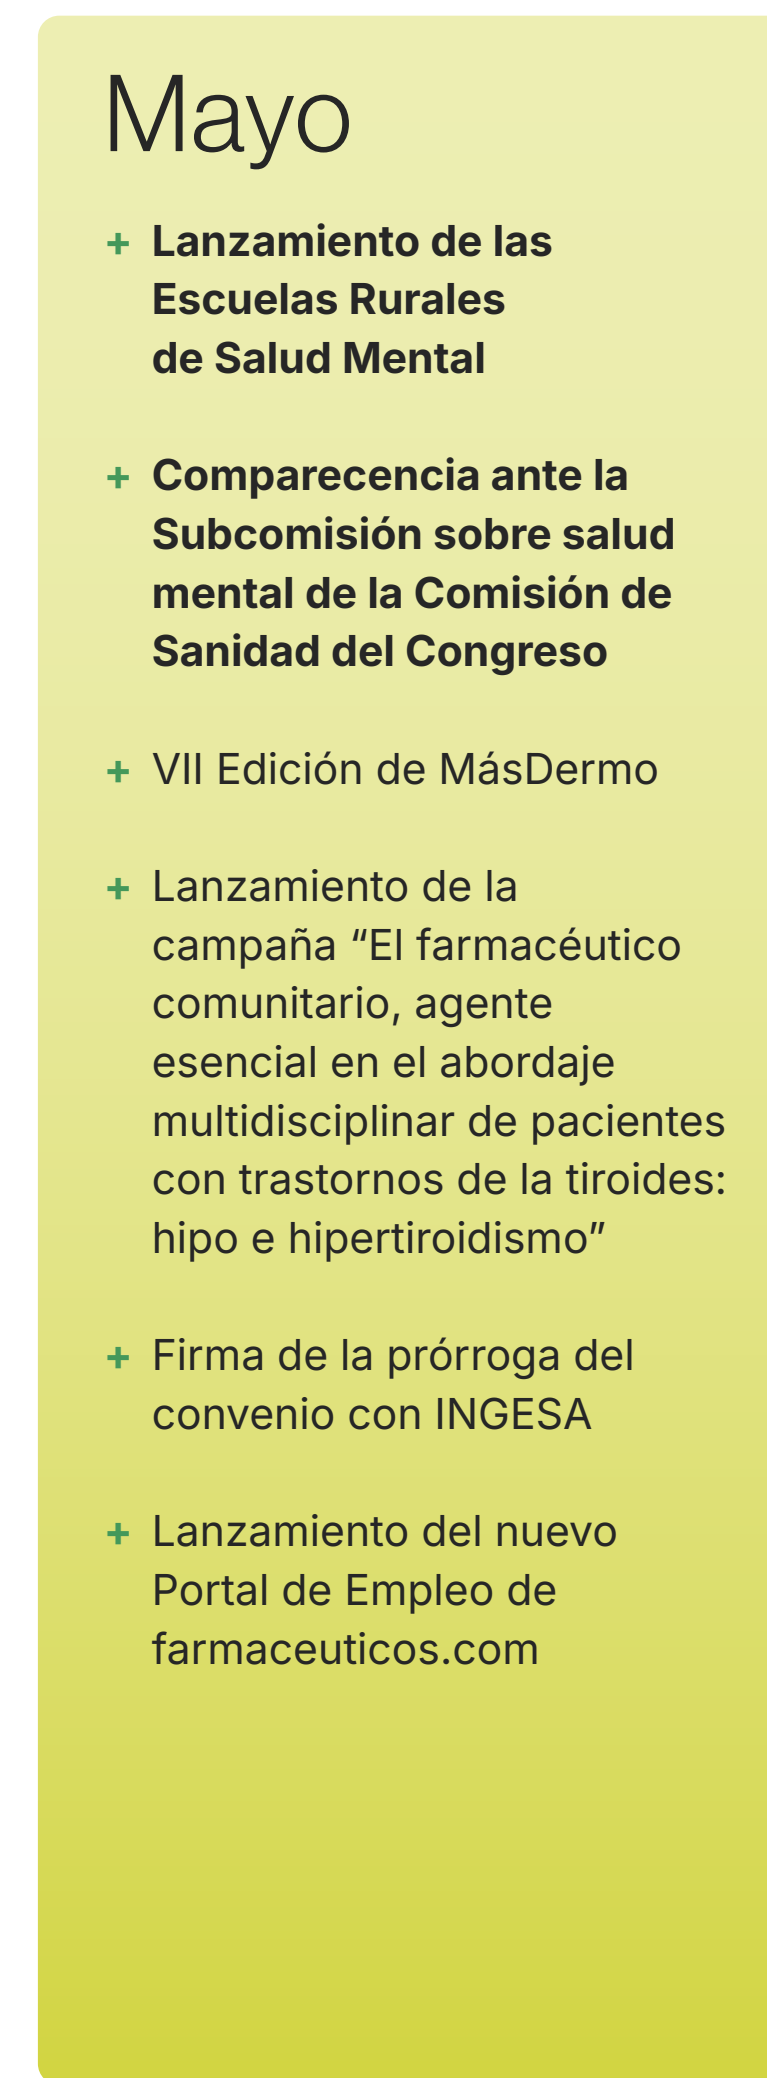 Mayo
+ Lanzamiento de las
Escuelas Rurales
de Salud Mental
+ Comparecencia ante la
Subcomisión sobre salud
mental de la Comisión de
Sanidad del Congreso
+ VII Edición de MásDermo
+ Lanzamiento de la
campaña “El farmacéutico
comunitario, agente
esencial en el abordaje
multidisciplinar de pacientes
con trastornos de la tiroides:
hipo e hipertiroidismo”
+ Firma de la prórroga del
convenio con INGESA
+ Lanzamiento del nuevo
Portal de Empleo de
farmaceuticos.com